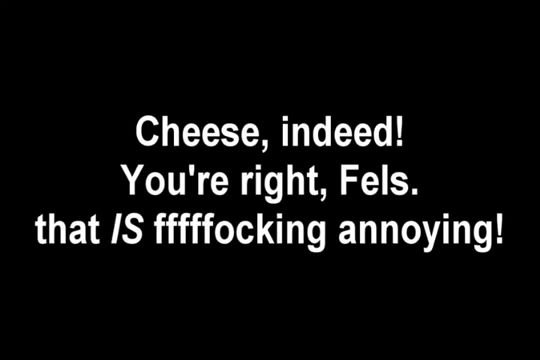 Cheese, indeed!
You're right, Fels.
that IS fffffocking annoying!